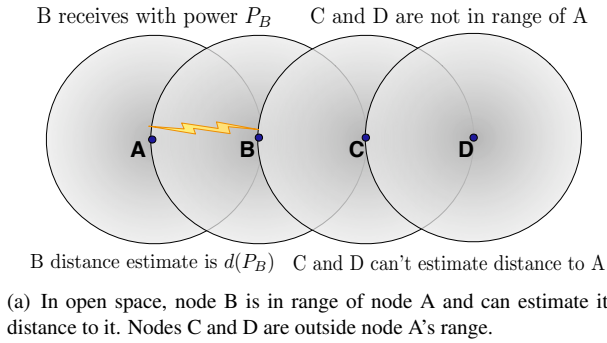 B receives with power P_B
C and D are not in range of A
A
B
C
D
B distance estimate is d(P_B)
C and D can't estimate distance to A
(a) In open space, node B is in range of node A and can estimate it
distance to it. Nodes C and D are outside node A's range.